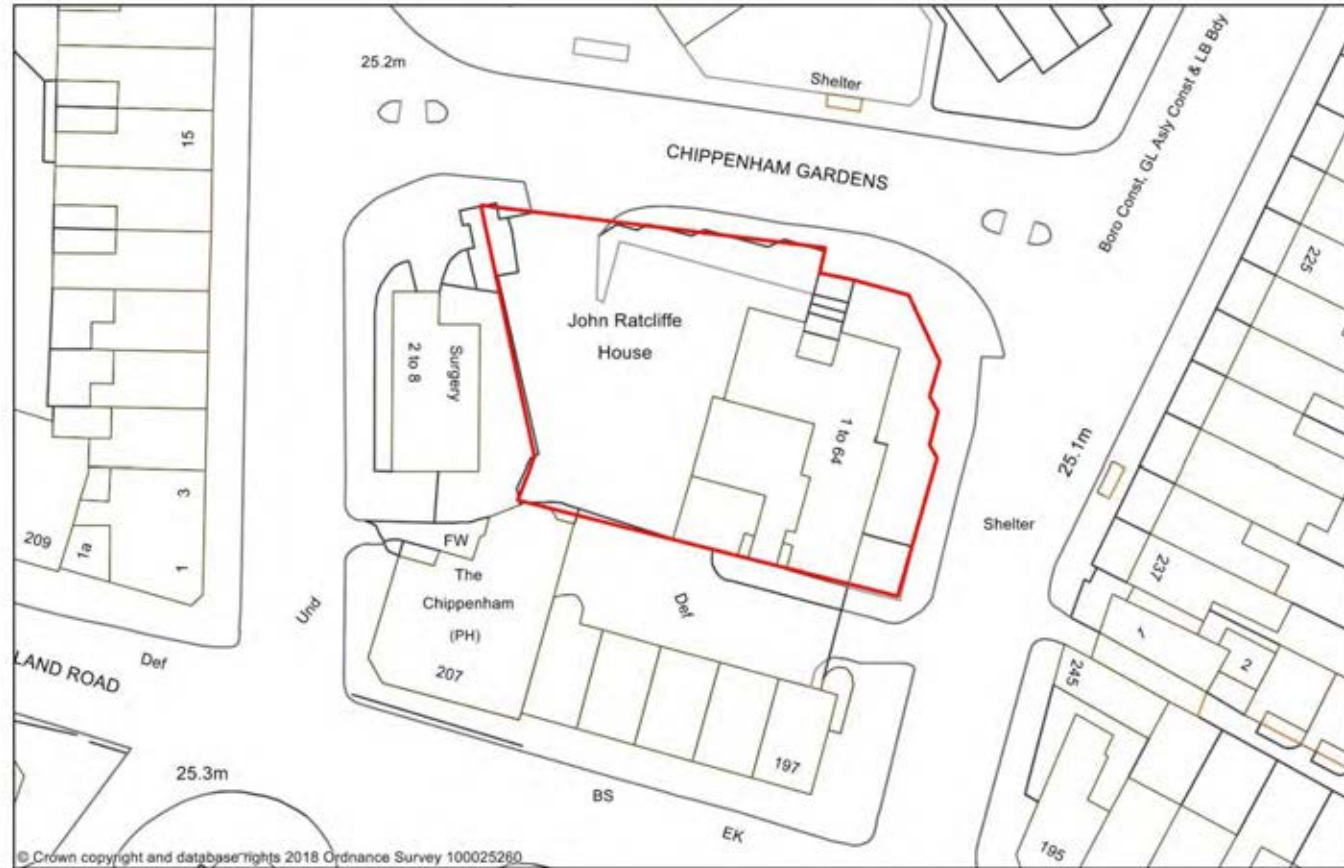 25.2m
Shelter
Boro Const, GL Asly Const & LB Bdy
15
CHIPPENHAM GARDENS
225
John Ratcliffe
House
Surgery
2 to 8
1 to 64
25.1m
3
Shelter
209
1a
1
FW
The
Chippenham
(PH)
207
Def
237
1
2
Und
Def
LAND ROAD
245
25.3m
197
BS
EK
195
© Crown copyright and database rights 2018 Ordnance Survey 100025260